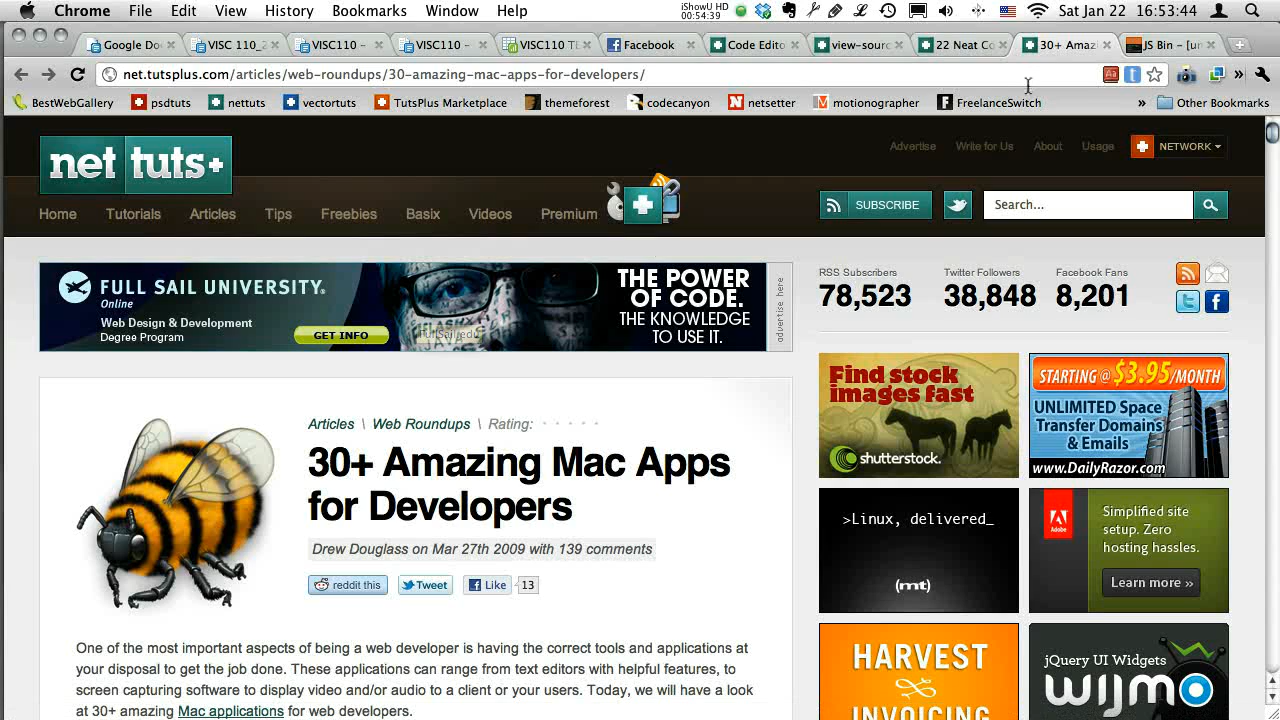 Chrome File Edit View History Bookmarks Window Help
iShowU HD
00:54:39
Sat Jan 22 16:53:44
Google Do
VISC 110_2
VISC110 -
VISC110 -
VISC110 TE
Facebook
Code Edito
view-sourc
22 Neat Co
30+ Amazi
JS Bin - [un
net.tutsplus.com/articles/web-roundups/30-amazing-mac-apps-for-developers/
BestWebGallery
psdtuts
nettuts
vectortuts
TutsPlus Marketplace
themeforest
codecanyon
netsetter
motionographer
FreelanceSwitch
» Other Bookmarks
net tuts+
Advertise Write for Us About Usage NETWORK
Home Tutorials Articles Tips Freebies Basix Videos Premium
SUBSCRIBE
Search...
FULL SAIL UNIVERSITY.
Online
Web Design & Development
Degree Program
GET INFO
THE POWER
OF CODE.
THE KNOWLEDGE
TO USE IT.
advertise here
RSS Subscribers
78,523
Twitter Followers
38,848
Facebook Fans
8,201
Find stock
images fast
shutterstock.
STARTING @ $3.95/MONTH
UNLIMITED Space
Transfer Domains
& Emails
www.DailyRazor.com
>Linux, delivered_
(mt)
Adobe
Simplified site
setup. Zero
hosting hassles.
Learn more »
HARVEST
INVOICING
jQuery UI Widgets
wijmo
Articles \ Web Roundups \ Rating:
30+ Amazing Mac Apps
for Developers
Drew Douglass on Mar 27th 2009 with 139 comments
reddit this
Tweet
Like
13
One of the most important aspects of being a web developer is having the correct tools and applications at
your disposal to get the job done. These applications can range from text editors with helpful features, to
screen capturing software to display video and/or audio to a client or your users. Today, we will have a look
at 30+ amazing Mac applications for web developers.